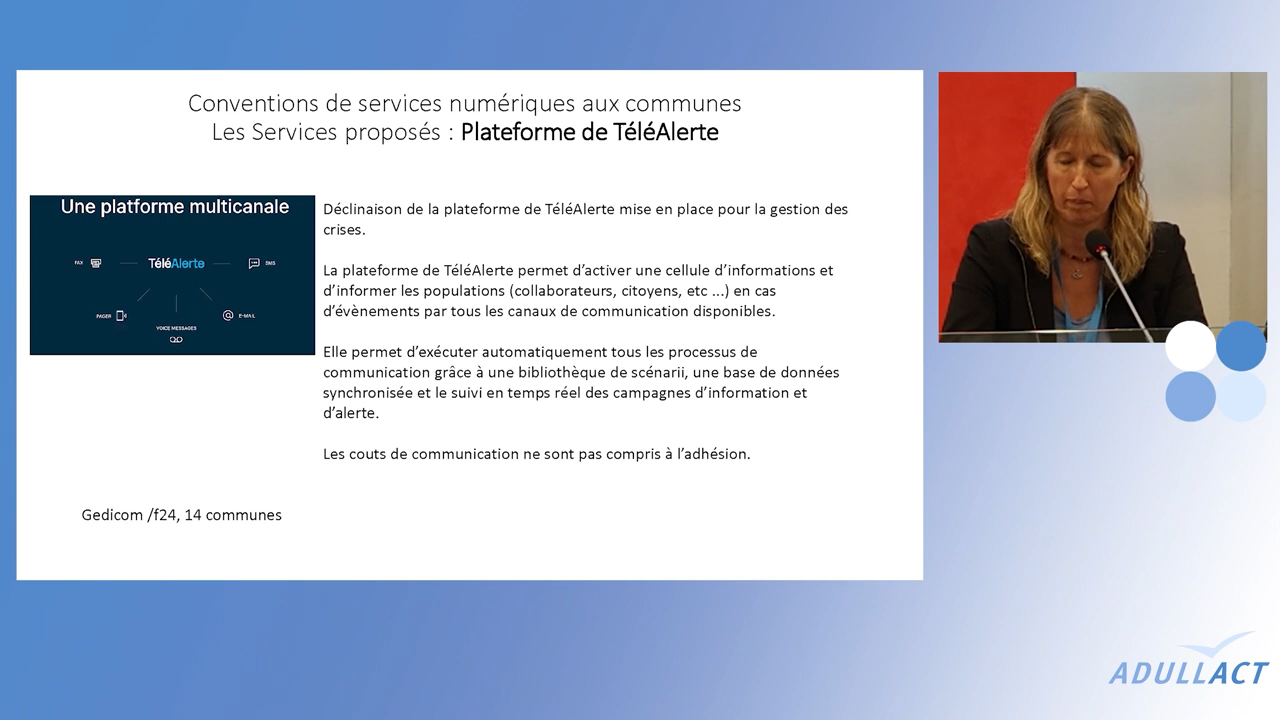 Conventions de services numériques aux communes
Les Services proposés : Plateforme de TéléAlerte
Une platforme multicanale
FAX
TéléAlerte
SMS
PAGER
E-MAIL
VOICE MESSAGES
Déclinaison de la plateforme de TéléAlerte mise en place pour la gestion des
crises.
La plateforme de TéléAlerte permet d’activer une cellule d’informations et
d’informer les populations (collaborateurs, citoyens, etc ...) en cas
d’évènements par tous les canaux de communication disponibles.
Elle permet d’exécuter automatiquement tous les processus de
communication grâce à une bibliothèque de scénarii, une base de données
synchronisée et le suivi en temps réel des campagnes d’information et
d’alerte.
Les couts de communication ne sont pas compris à l’adhésion.
Gedicom /f24, 14 communes
ADULLACT